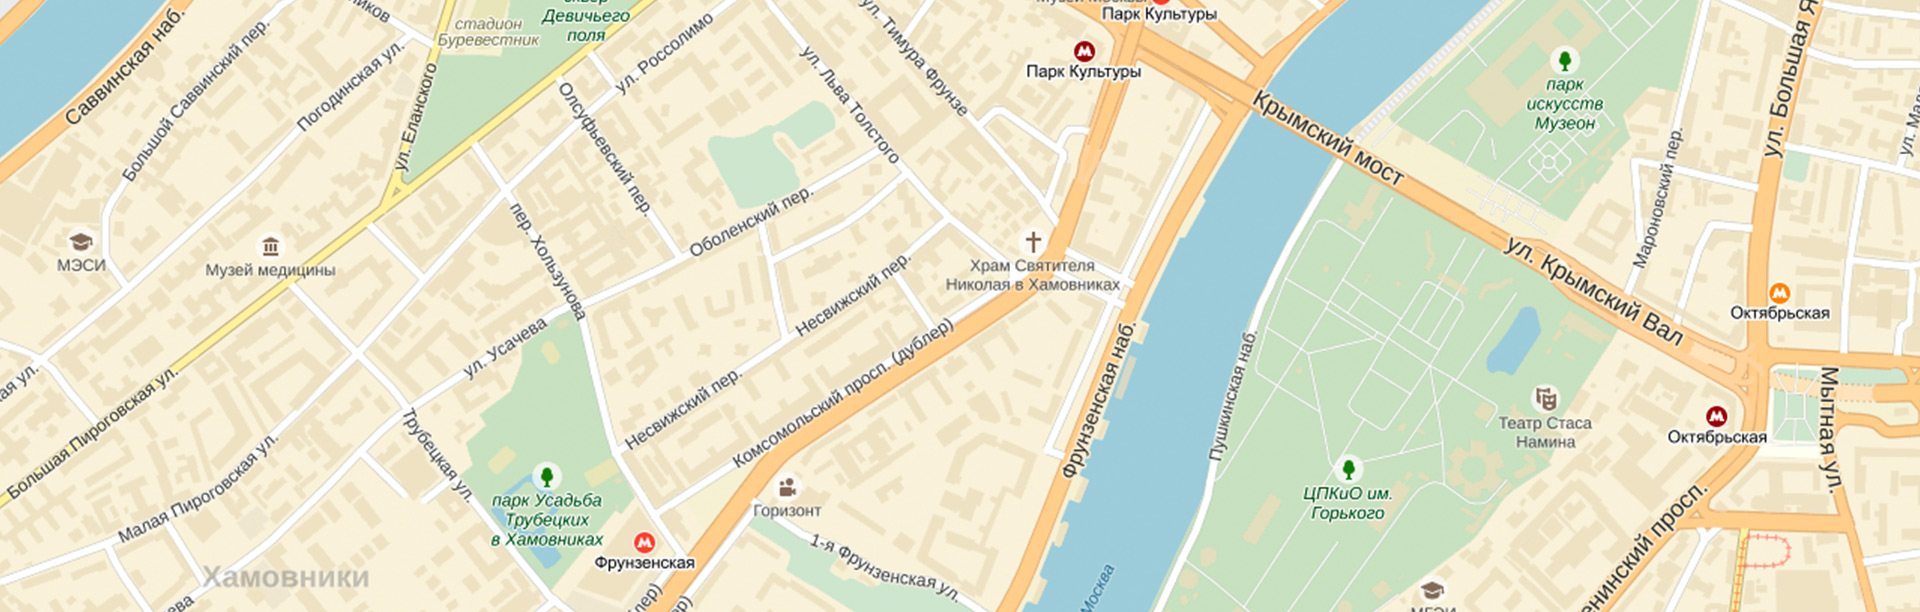 сквер
Девичьего
поля
стадион
Буревестник
Саввинская наб.
Большой Саввинский пер.
Погодинская ул.
ул. Еланского
ул. Россолимо
Олсуфьевский пер.
ул. Льва Толстого
ул. Тимура Фрунзе
Парк Культуры
Парк Культуры
Крымский мост
парк
искусств
Музеон
ул. Большая Я
Мароновский пер.
МЭСИ
Музей медицины
пер. Хользунова
Оболенский пер.
Несвижский пер.
Храм Святителя
Николая в Хамовниках
ул. Крымский Вал
Октябрьская
ул. Усачева
Большая Пироговская ул.
Малая Пироговская ул.
Трубецкая ул.
Несвижский пер.
Комсомольский просп. (дублер)
Фрунзенская наб.
Пушкинская наб.
Театр Стаса
Намина
Октябрьская
Мытная ул.
парк Усадьба
Трубецких
в Хамовниках
Горизонт
ЦПКиО им.
Горького
Фрунзенская
1-я Фрунзенская ул.
Хамовники
Москва
енинский просп.
МГЭИ